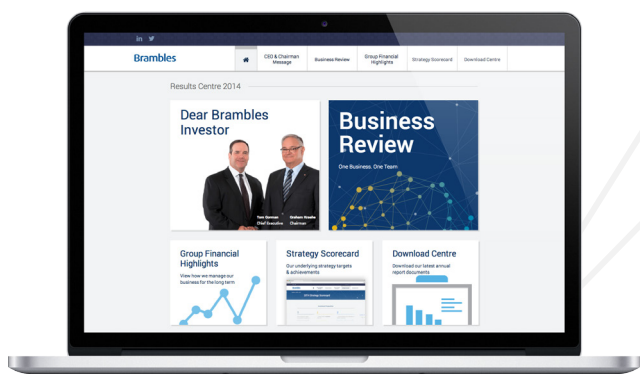 in
Brambles
CEO & Chairman
Message
Business Review
Group Financial
Highlights
Strategy Scorecard
Download Centre
Results Centre 2014
Dear Brambles
Investor
Tom Gorman
Chief Executive
Graham Kraehe
Chairman
Business
Review
One Business. One Team
Group Financial
Highlights
View how we manage our
business for the long term
Strategy Scorecard
Our underlying strategy targets
& achievements
Download Centre
Download our latest annual
report documents